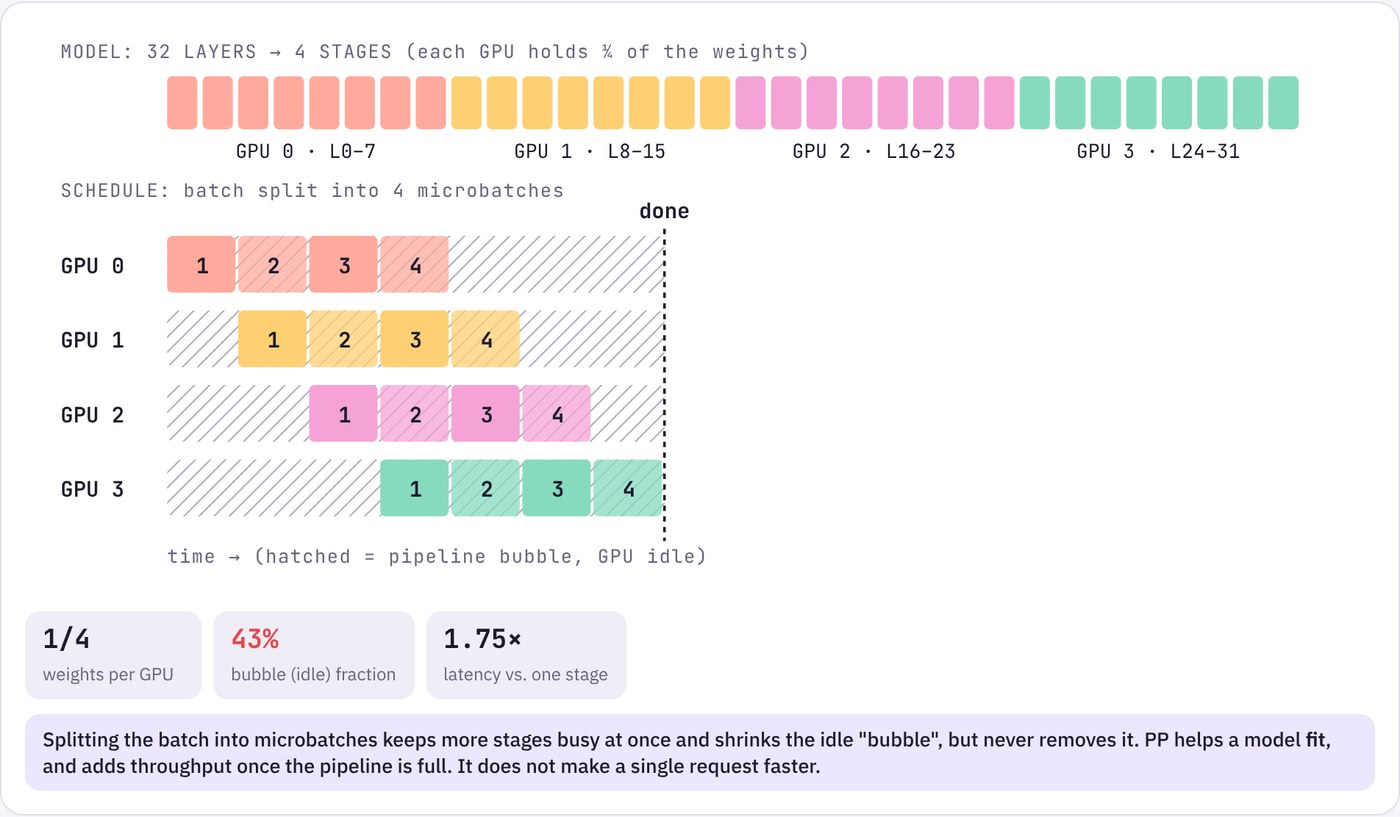 MODEL: 32 LAYERS → 4 STAGES (each GPU holds ¼ of the weights)
GPU 0 · L0–7 GPU 1 · L8–15 GPU 2 · L16–23 GPU 3 · L24–31
SCHEDULE: batch split into 4 microbatches
done
GPU 0 1 2 3 4
GPU 1 1 2 3 4
GPU 2 1 2 3 4
GPU 3 1 2 3 4
time → (hatched = pipeline bubble, GPU idle)
1/4 43% 1.75×
weights per GPU bubble (idle) fraction latency vs. one stage
Splitting the batch into microbatches keeps more stages busy at once and shrinks the idle "bubble", but never removes it. PP helps a model fit,
and adds throughput once the pipeline is full. It does not make a single request faster.